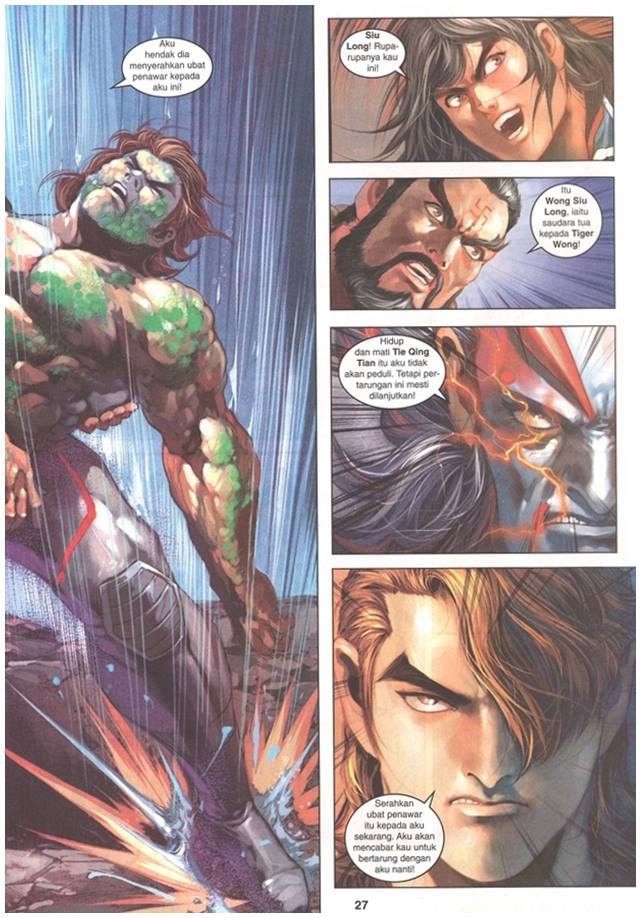 Aku
hendak dia
menyerahkan ubat
penawar kepada
aku ini!
Siu
Long! Rupa-
rupanya kau
ini!
Itu
Wong Siu
Long, iaitu
saudara tua
kepada Tiger
Wong!
Hidup
dan mati Tie Qing
Tian itu aku tidak
akan peduli. Tetapi per-
tarungan ini mesti
dilanjutkan!
Serahkan
ubat penawar
itu kepada aku
sekarang. Aku akan
mencabar kau untuk
bertarung dengan
aku nanti!
27